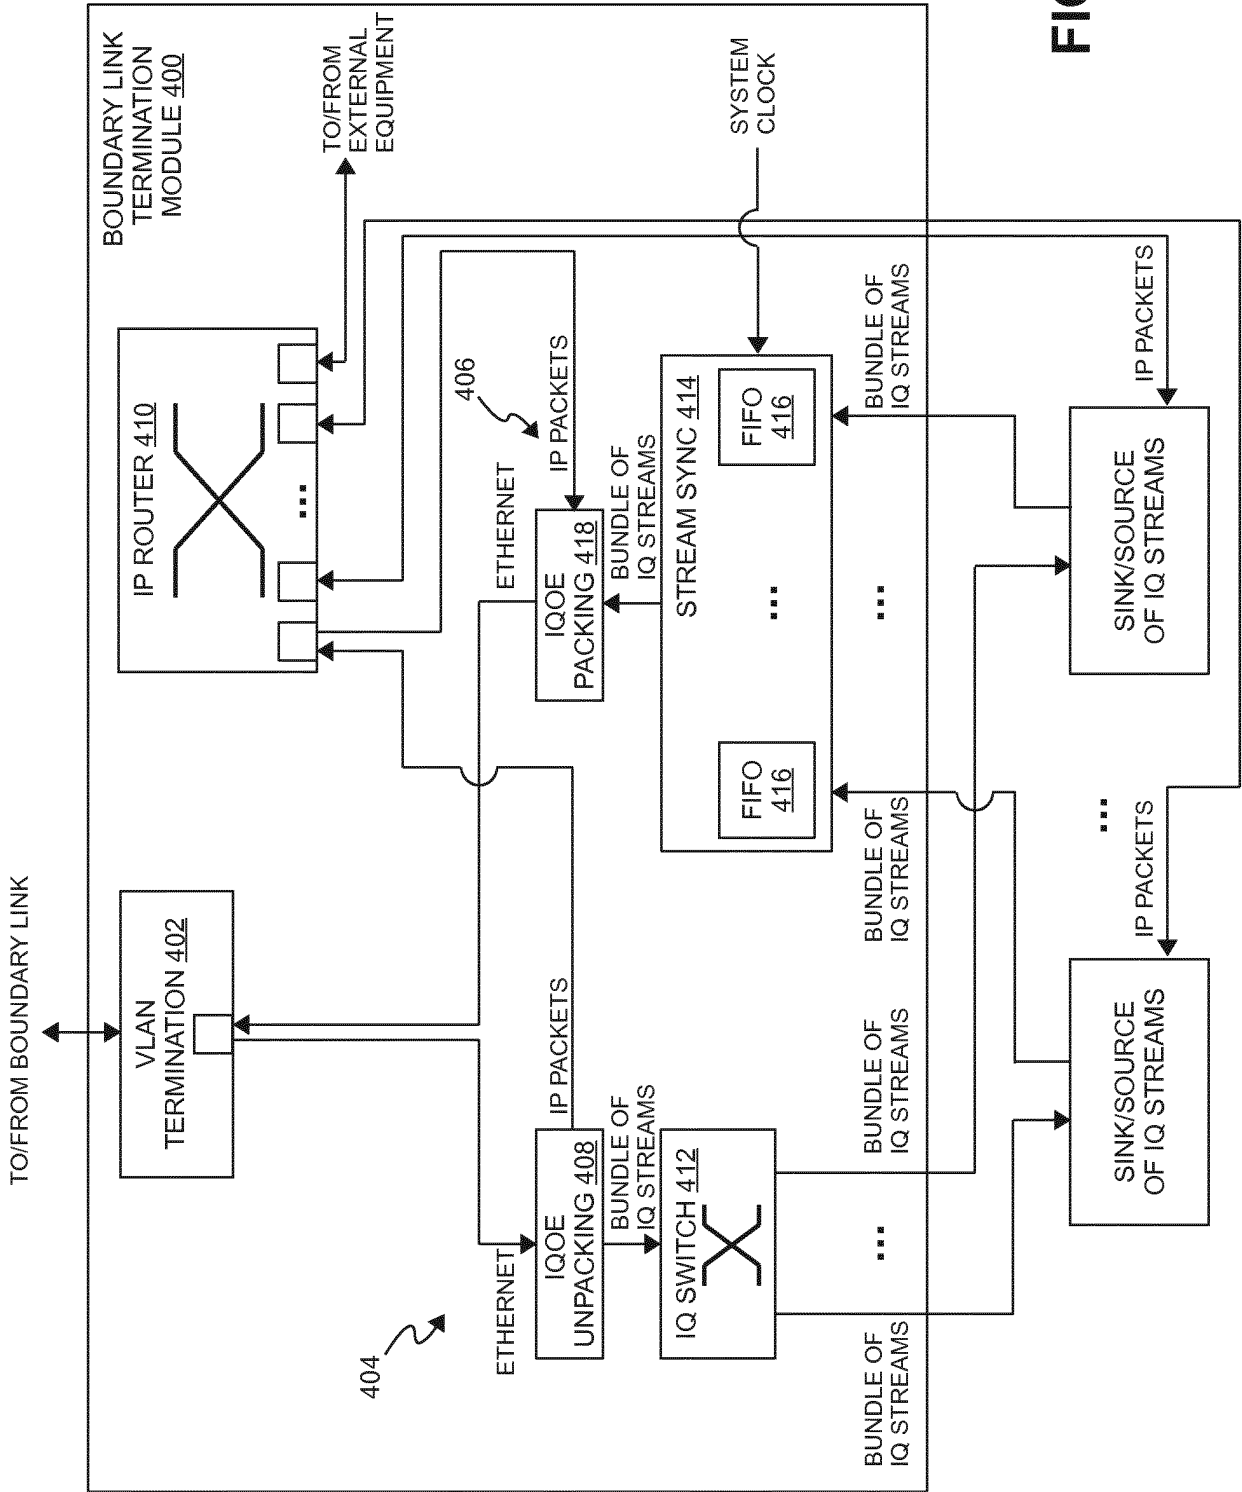 FIG
BOUNDARY LINK
TERMINATION
MODULE 400
TO/FROM
EXTERNAL
EQUIPMENT
SYSTEM
CLOCK
IP ROUTER 410
...
406
IP PACKETS
ETHERNET
IQOE
PACKING 418
BUNDLE OF
IQ STREAMS
STREAM SYNC 414
FIFO
416
...
FIFO
416
BUNDLE OF
IQ STREAMS
...
BUNDLE OF
IQ STREAMS
IP PACKETS
SINK/SOURCE
OF IQ STREAMS
...
TO/FROM BOUNDARY LINK
VLAN
TERMINATION 402
404
ETHERNET
IP PACKETS
IQOE
UNPACKING 408
BUNDLE OF
IQ STREAMS
IQ SWITCH 412
BUNDLE OF
IQ STREAMS
...
BUNDLE OF
IQ STREAMS
IP PACKETS
SINK/SOURCE
OF IQ STREAMS